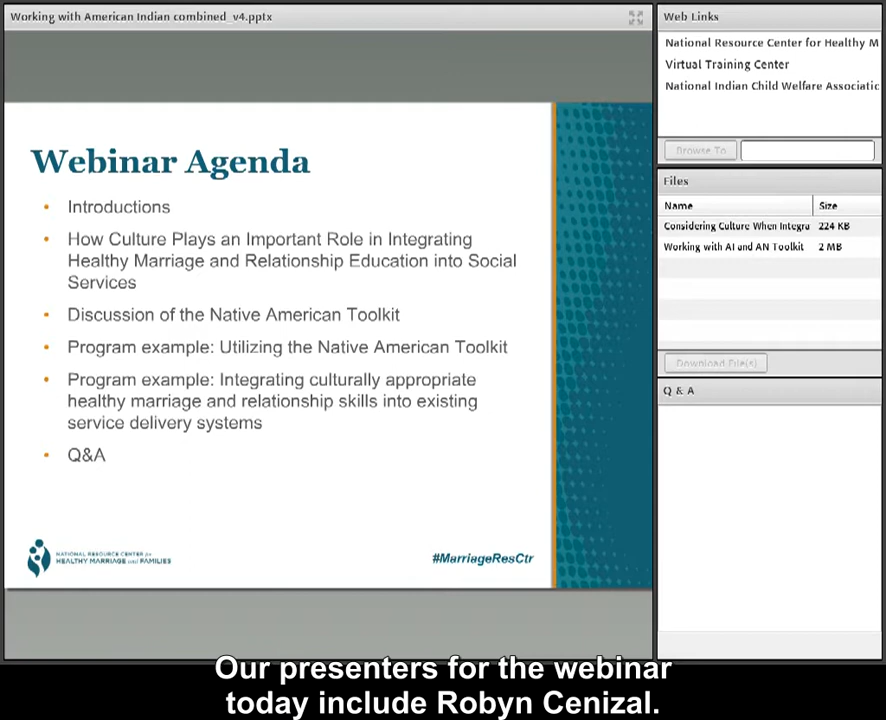 Working with American Indian combined_v4.pptx
Webinar Agenda
• Introductions
• How Culture Plays an Important Role in Integrating
Healthy Marriage and Relationship Education into Social
Services
• Discussion of the Native American Toolkit
• Program example: Utilizing the Native American Toolkit
• Program example: Integrating culturally appropriate
healthy marriage and relationship skills into existing
service delivery systems
• Q&A
NATIONAL RESOURCE CENTER for
HEALTHY MARRIAGE and FAMILIES
#MarriageResCtr
Web Links
National Resource Center for Healthy M
Virtual Training Center
National Indian Child Welfare Associatic
Browse To
Files
Name Size
Considering Culture When Integra 224 KB
Working with AI and AN Toolkit 2 MB
Download File(s)
Q & A
Our presenters for the webinar
today include Robyn Cenizal.